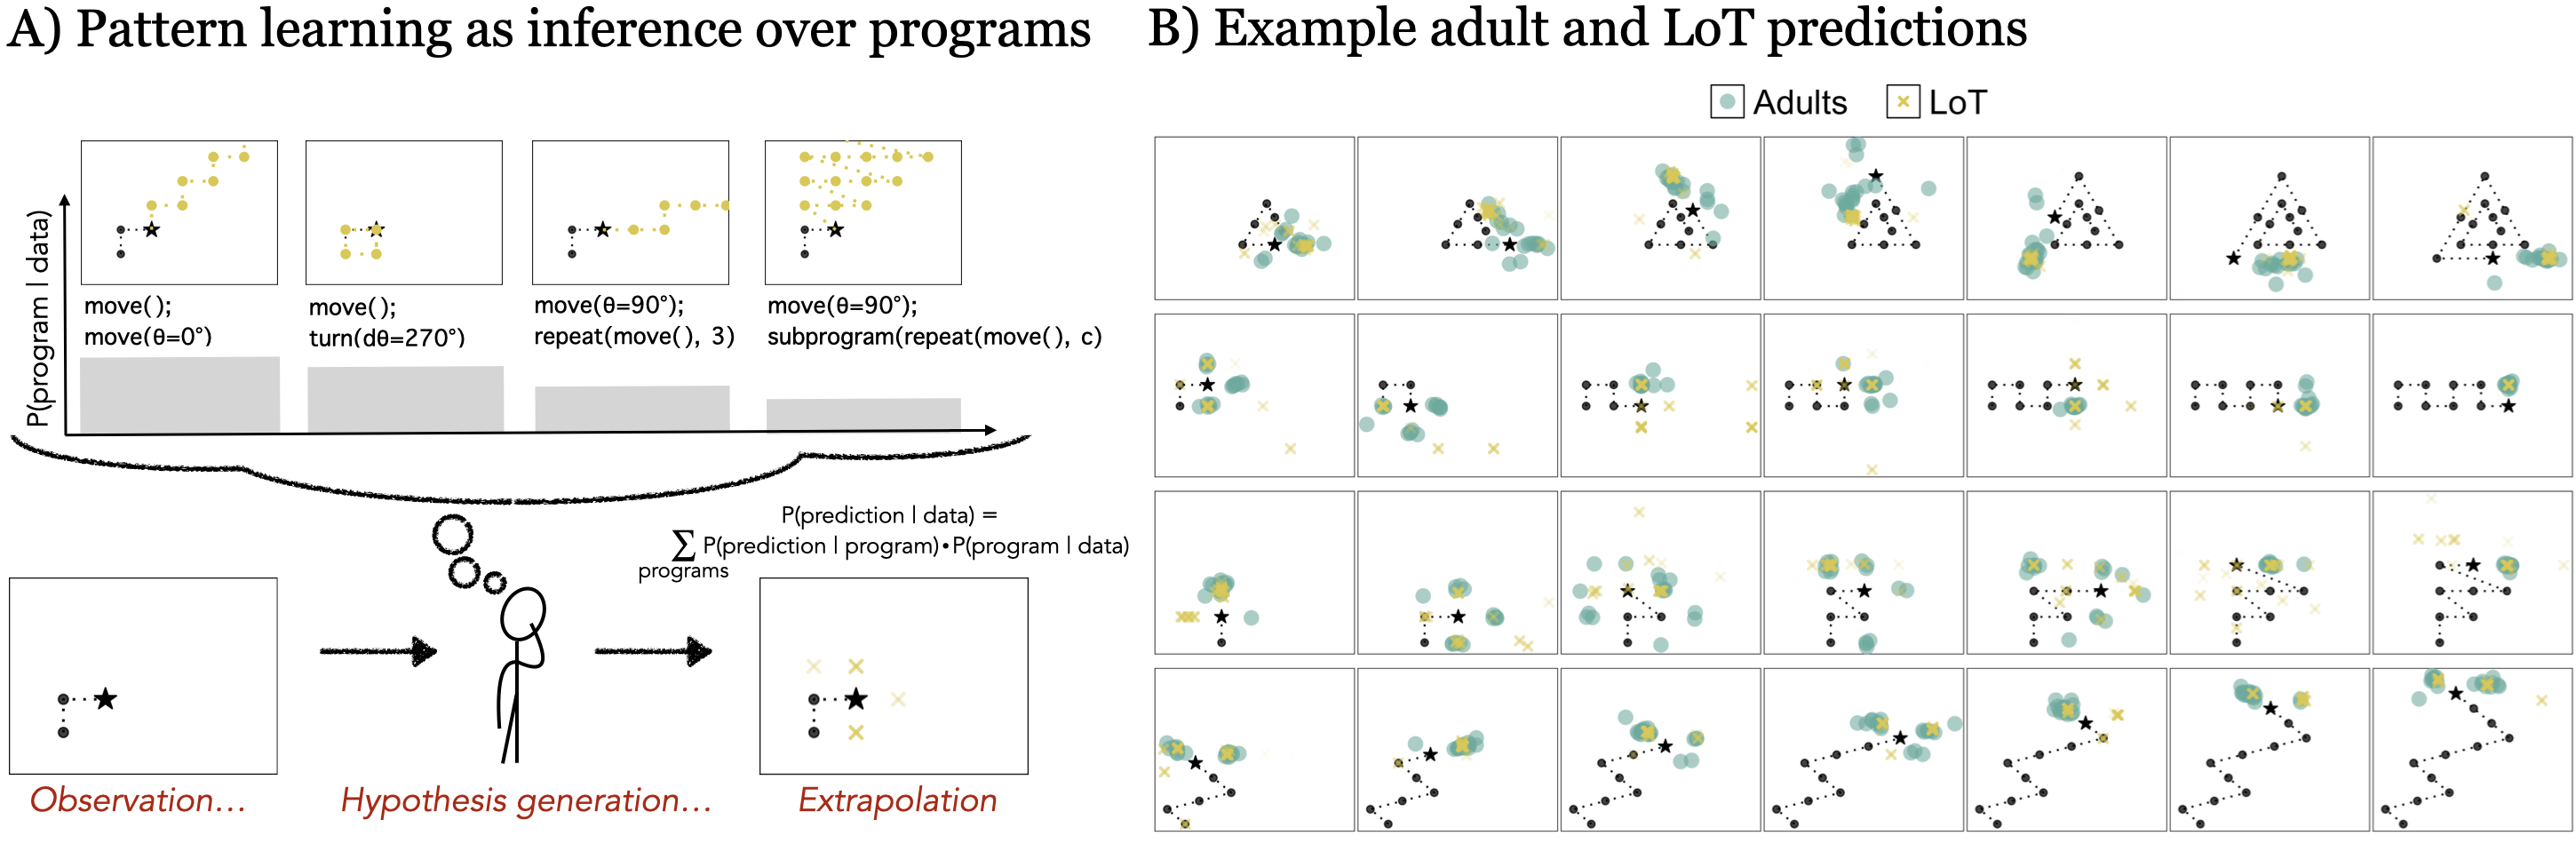 A) Pattern learning as inference over programs
P(program | data)
move();
move(θ=0°)
move();
turn(dθ=270°)
move(θ=90°);
repeat(move(), 3)
move(θ=90°);
subprogram(repeat(move(), c)
P(prediction | data) =
∑ P(prediction | program)•P(program | data)
programs
Observation…
Hypothesis generation…
Extrapolation
B) Example adult and LoT predictions
Adults
LoT